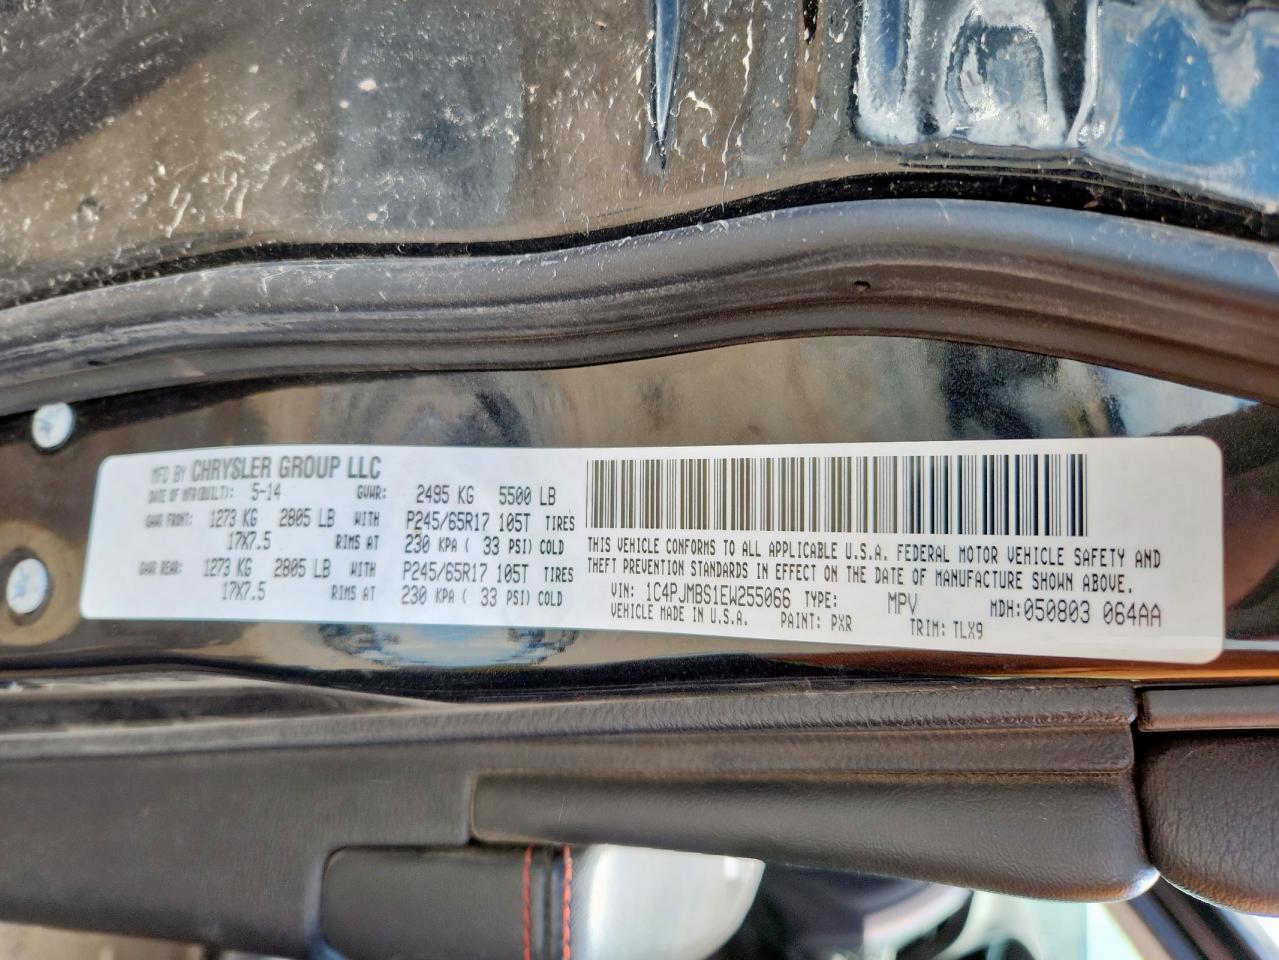 MFD BY CHRYSLER GROUP LLC
DATE OF MFR(BUILT): 5-14 GVWR: 2495 KG 5500 LB
GAWR FRONT: 1273 KG 2805 LB WITH P245/65R17 105T TIRES
17X7.5 RIMS AT 230 KPA ( 33 PSI) COLD
GAWR REAR: 1273 KG 2805 LB WITH P245/65R17 105T TIRES
17X7.5 RIMS AT 230 KPA ( 33 PSI) COLD
THIS VEHICLE CONFORMS TO ALL APPLICABLE U.S.A. FEDERAL MOTOR VEHICLE SAFETY AND
THEFT PREVENTION STANDARDS IN EFFECT ON THE DATE OF MANUFACTURE SHOWN ABOVE.
VIN: 1C4PJMBS1EW255066 TYPE: MPV MDH:050803 064AA
VEHICLE MADE IN U.S.A. PAINT: PXR TRIM: TLX9